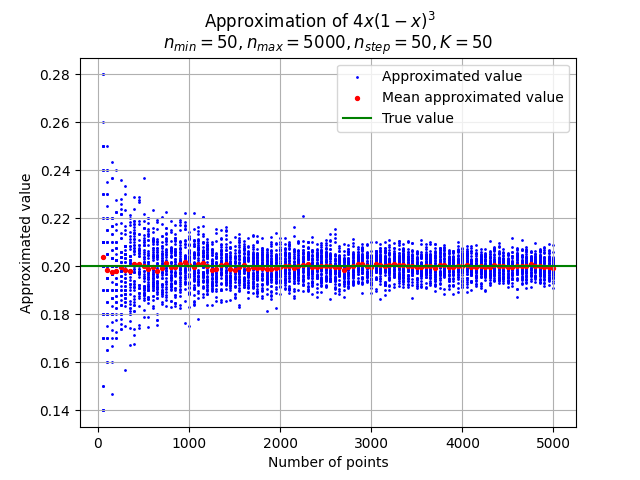 Approximation of 4x(1 − x)³
n_min = 50, n_max = 5000, n_step = 50, K = 50
Approximated value
Mean approximated value
True value
Approximated value
0.28
0.26
0.24
0.22
0.20
0.18
0.16
0.14
0 1000 2000 3000 4000 5000
Number of points